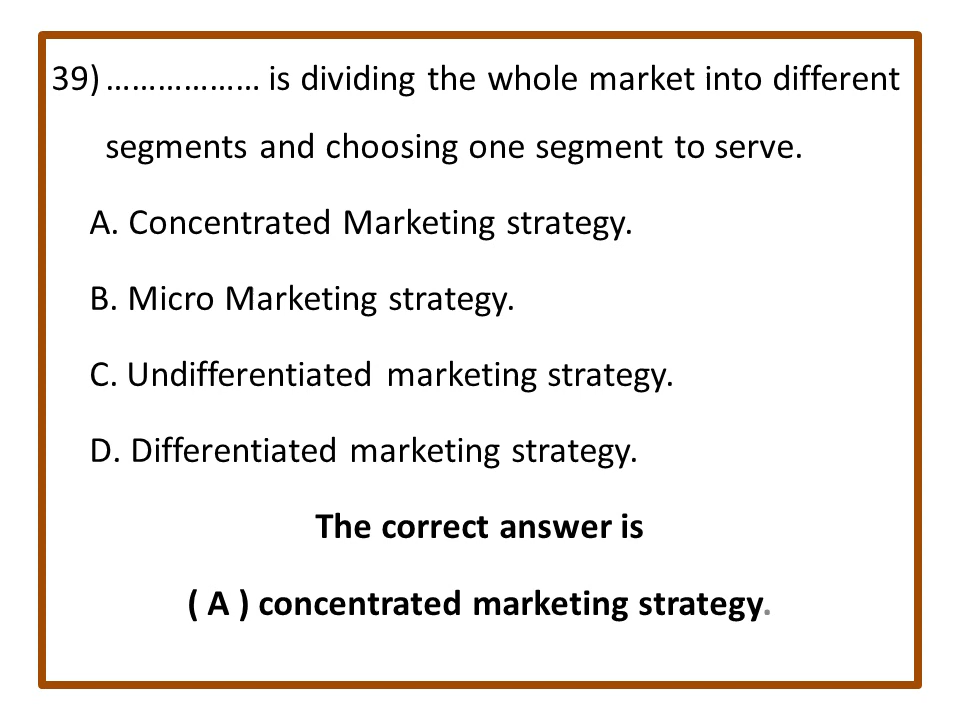 39) ……………… is dividing the whole market into different
segments and choosing one segment to serve.
A. Concentrated Marketing strategy.
B. Micro Marketing strategy.
C. Undifferentiated marketing strategy.
D. Differentiated marketing strategy.
The correct answer is
( A ) concentrated marketing strategy.